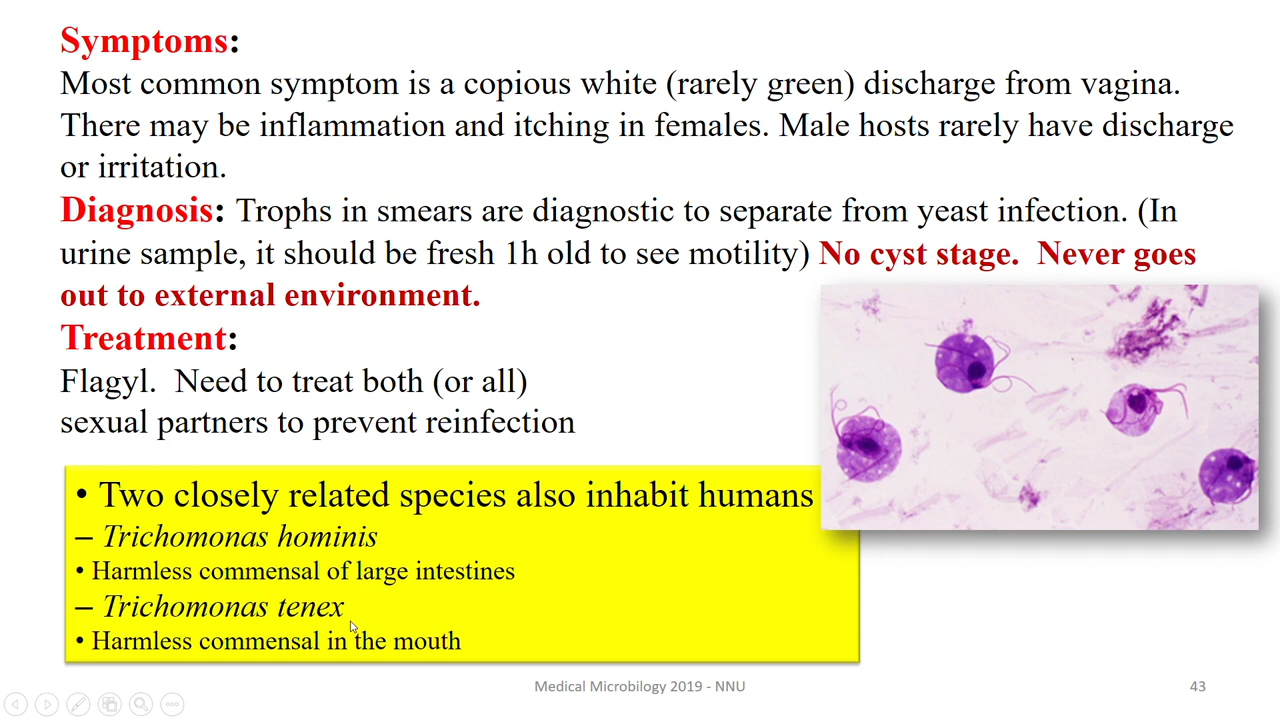 Symptoms:
Most common symptom is a copious white (rarely green) discharge from vagina.
There may be inflammation and itching in females. Male hosts rarely have discharge
or irritation.
Diagnosis: Trophs in smears are diagnostic to separate from yeast infection. (In
urine sample, it should be fresh 1h old to see motility) No cyst stage. Never goes
out to external environment.
Treatment:
Flagyl. Need to treat both (or all)
sexual partners to prevent reinfection
• Two closely related species also inhabit humans
– Trichomonas hominis
• Harmless commensal of large intestines
– Trichomonas tenex
• Harmless commensal in the mouth
Medical Microbilogy 2019 - NNU
43